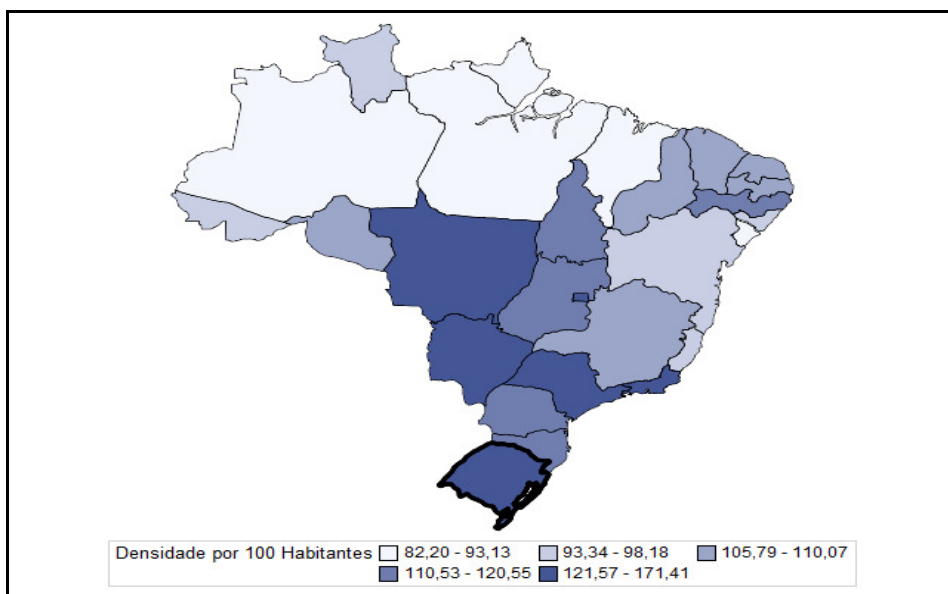 Densidade por 100 Habitantes 82,20 - 93,13 93,34 - 98,18 105,79 - 110,07
110,53 - 120,55 121,57 - 171,41